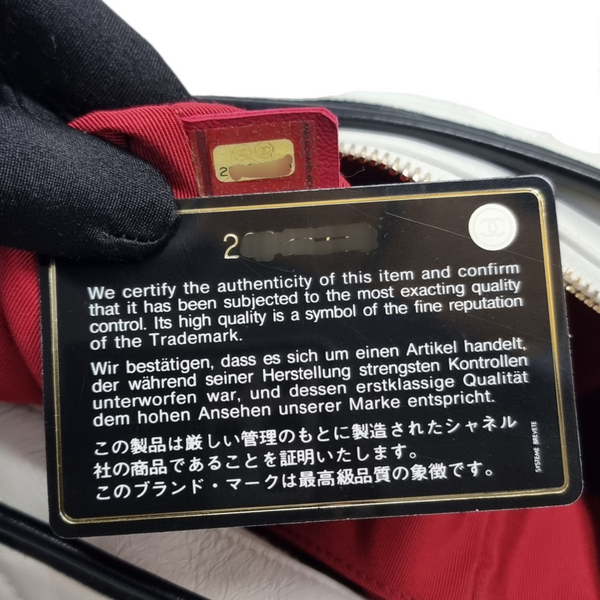 2
2
We certify the authenticity of this item and confirm
that it has been subjected to the most exacting quality
control. Its high quality is a symbol of the fine reputation
of the Trademark.
Wir bestätigen, dass es sich um einen Artikel handelt,
der während seiner Herstellung strengsten Kontrollen
unterworfen war, und dessen erstklassige Qualität
dem hohen Ansehen unserer Marke entspricht.
この製品は厳しい管理のもとに製造されたシャネル
社の商品であることを証明いたします。
このブランド・マークは最高級品質の象徴です。
SYSTEME BREVETE